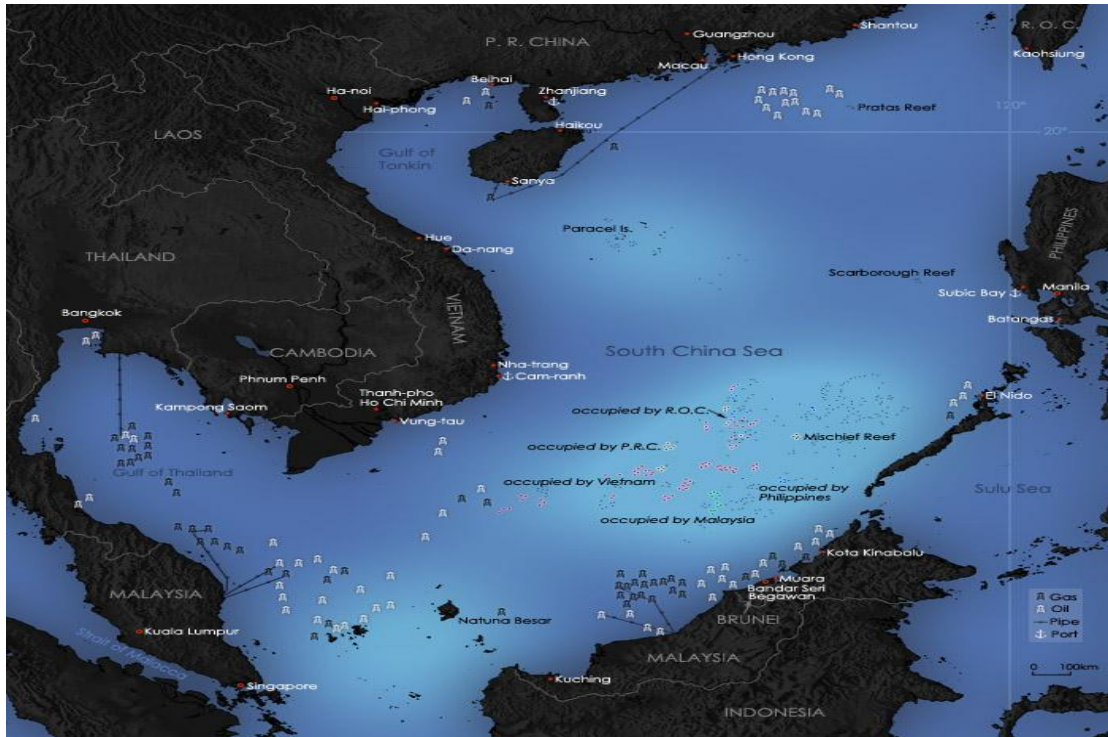 Shantou
R. O. C.
Guangzhou
P. R. CHINA
Kaohsiung
Macau
Hong Kong
Beihai
Ha-noi
Zhanjiang
Hai-phong
Pratas Reef
120°
LAOS
Haikou
20°
Gulf of
Tonkin
Sanya
Paracel Is.
Hue
Da-nang
PHILIPPINES
THAILAND
Scarborough Reef
Subic Bay
Manila
VIETNAM
Bangkok
Batangas
CAMBODIA
South China Sea
Nha-trang
Cam-ranh
Phnum Penh
Thanh-pho
Ho Chi Minh
El Nido
Kampong Saom
occupied by R.O.C.
Vung-tau
Mischief Reef
occupied by P.R.C.
Gulf of Thailand
occupied by Vietnam
occupied by
Philippines
Sulu Sea
occupied by Malaysia
Kota Kinabalu
Muara
Bandar Seri
Begawan
MALAYSIA
Gas
Oil
Pipe
Port
Natuna Besar
BRUNEI
Kuala Lumpur
Strait of Malacca
MALAYSIA
0 100km
Kuching
Singapore
INDONESIA